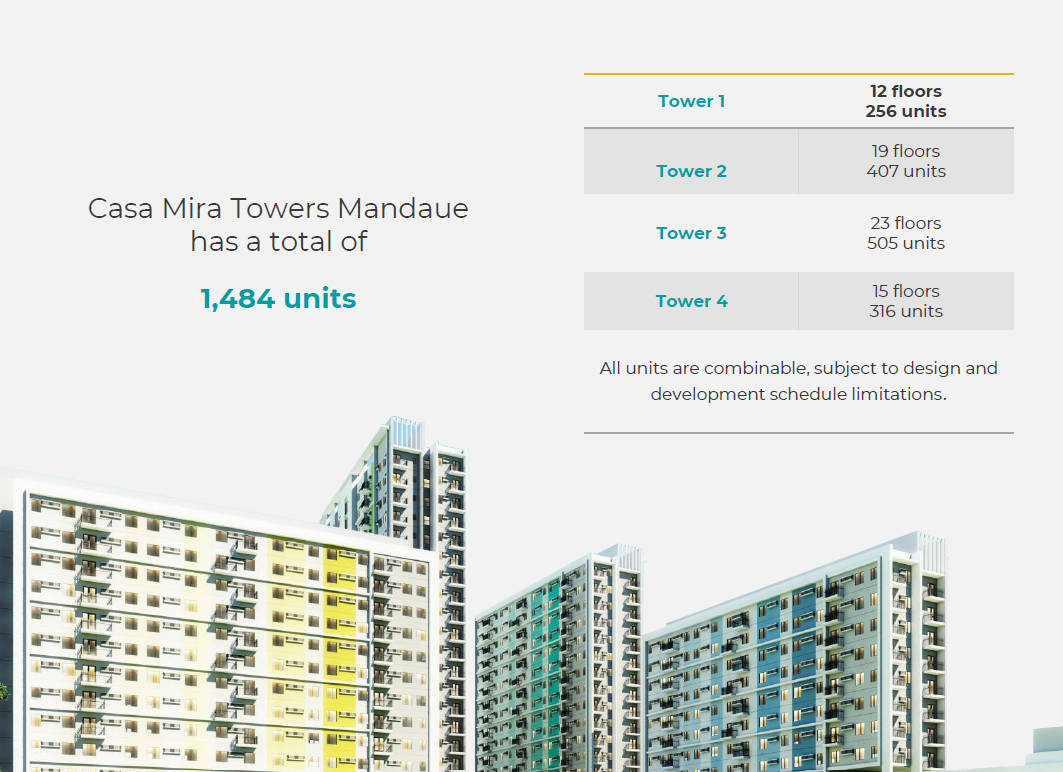 Casa Mira Towers Mandaue
has a total of
1,484 units
Tower 1
12 floors
256 units
Tower 2
19 floors
407 units
Tower 3
23 floors
505 units
Tower 4
15 floors
316 units
All units are combinable, subject to design and
development schedule limitations.